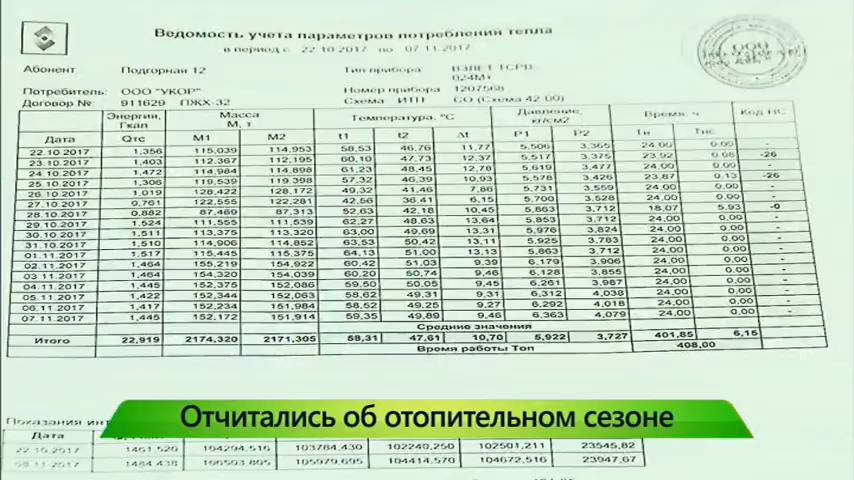 Ведомость учета параметров потребления тепла
в период с 22.10.2017 по 07.11.2017
Абонент: Подгорная 12 Тип прибора ВЗЛЕТ ТСРВ-024М+
Потребитель: ООО "УКОР" Номер прибора 1207568
Договор №: 911629 ПЖХ-32 Схема ИТП СО (Схема 42-00)
Дата Энергии, Гкал Масса М, т Температура, °С Давление, кг/см2 Время, ч Код НС
Qтс М1 М2 t1 t2 Δt Р1 Р2 Тн Тнс
22.10.2017 1,356 115,039 114,953 58,53 46,76 11,77 5,506 3,365 24,00 0,00 -
23.10.2017 1,403 112,367 112,195 60,10 47,73 12,37 5,517 3,375 23,92 0,08 -26
24.10.2017 1,472 114,984 114,898 61,23 48,45 12,78 5,619 3,477 24,00 0,00 -
25.10.2017 1,306 119,539 119,398 57,32 46,39 10,93 5,578 3,426 23,87 0,13 -26
26.10.2017 1,019 128,422 128,172 49,32 41,46 7,86 5,731 3,559 24,00 0,00 -
27.10.2017 0,761 122,555 122,281 42,56 36,41 6,15 5,700 3,528 24,00 0,00 -
28.10.2017 0,882 87,469 87,313 52,63 42,18 10,45 5,863 3,712 18,07 5,93 -0
29.10.2017 1,524 111,555 111,539 62,27 48,63 13,64 5,853 3,712 24,00 0,00 -
30.10.2017 1,511 113,375 113,320 63,00 49,69 13,31 5,976 3,824 24,00 0,00 -
31.10.2017 1,510 114,906 114,852 63,53 50,42 13,11 5,925 3,783 24,00 0,00 -
01.11.2017 1,517 115,455 115,375 64,13 51,00 13,13 5,863 3,712 24,00 0,00 -
02.11.2017 1,464 155,219 154,922 60,42 51,03 9,39 6,179 3,906 24,00 0,00 -
03.11.2017 1,464 154,320 154,039 60,20 50,74 9,46 6,128 3,855 24,00 0,00 -
04.11.2017 1,445 152,375 152,086 59,50 50,05 9,45 6,261 3,987 24,00 0,00 -
05.11.2017 1,422 152,344 152,063 58,62 49,31 9,31 6,312 4,038 24,00 0,00 -
06.11.2017 1,417 152,234 151,984 58,52 49,25 9,27 6,292 4,018 24,00 0,00 -
07.11.2017 1,445 152,172 151,914 59,35 49,89 9,46 6,363 4,079 24,00 0,00 -
Средние значения
Итого 22,919 2174,320 2171,305 58,31 47,61 10,70 5,922 3,727 401,85 6,15
Время работы Топ 408,00
Отчитались об отопительном сезоне
Показания
Дата
22.10.2017 1461,520 104294,516 103784,430 102240,250 102501,211 23545,82
08.11.2017 1484,438 106503,805 105979,695 104414,570 104672,516 23947,67